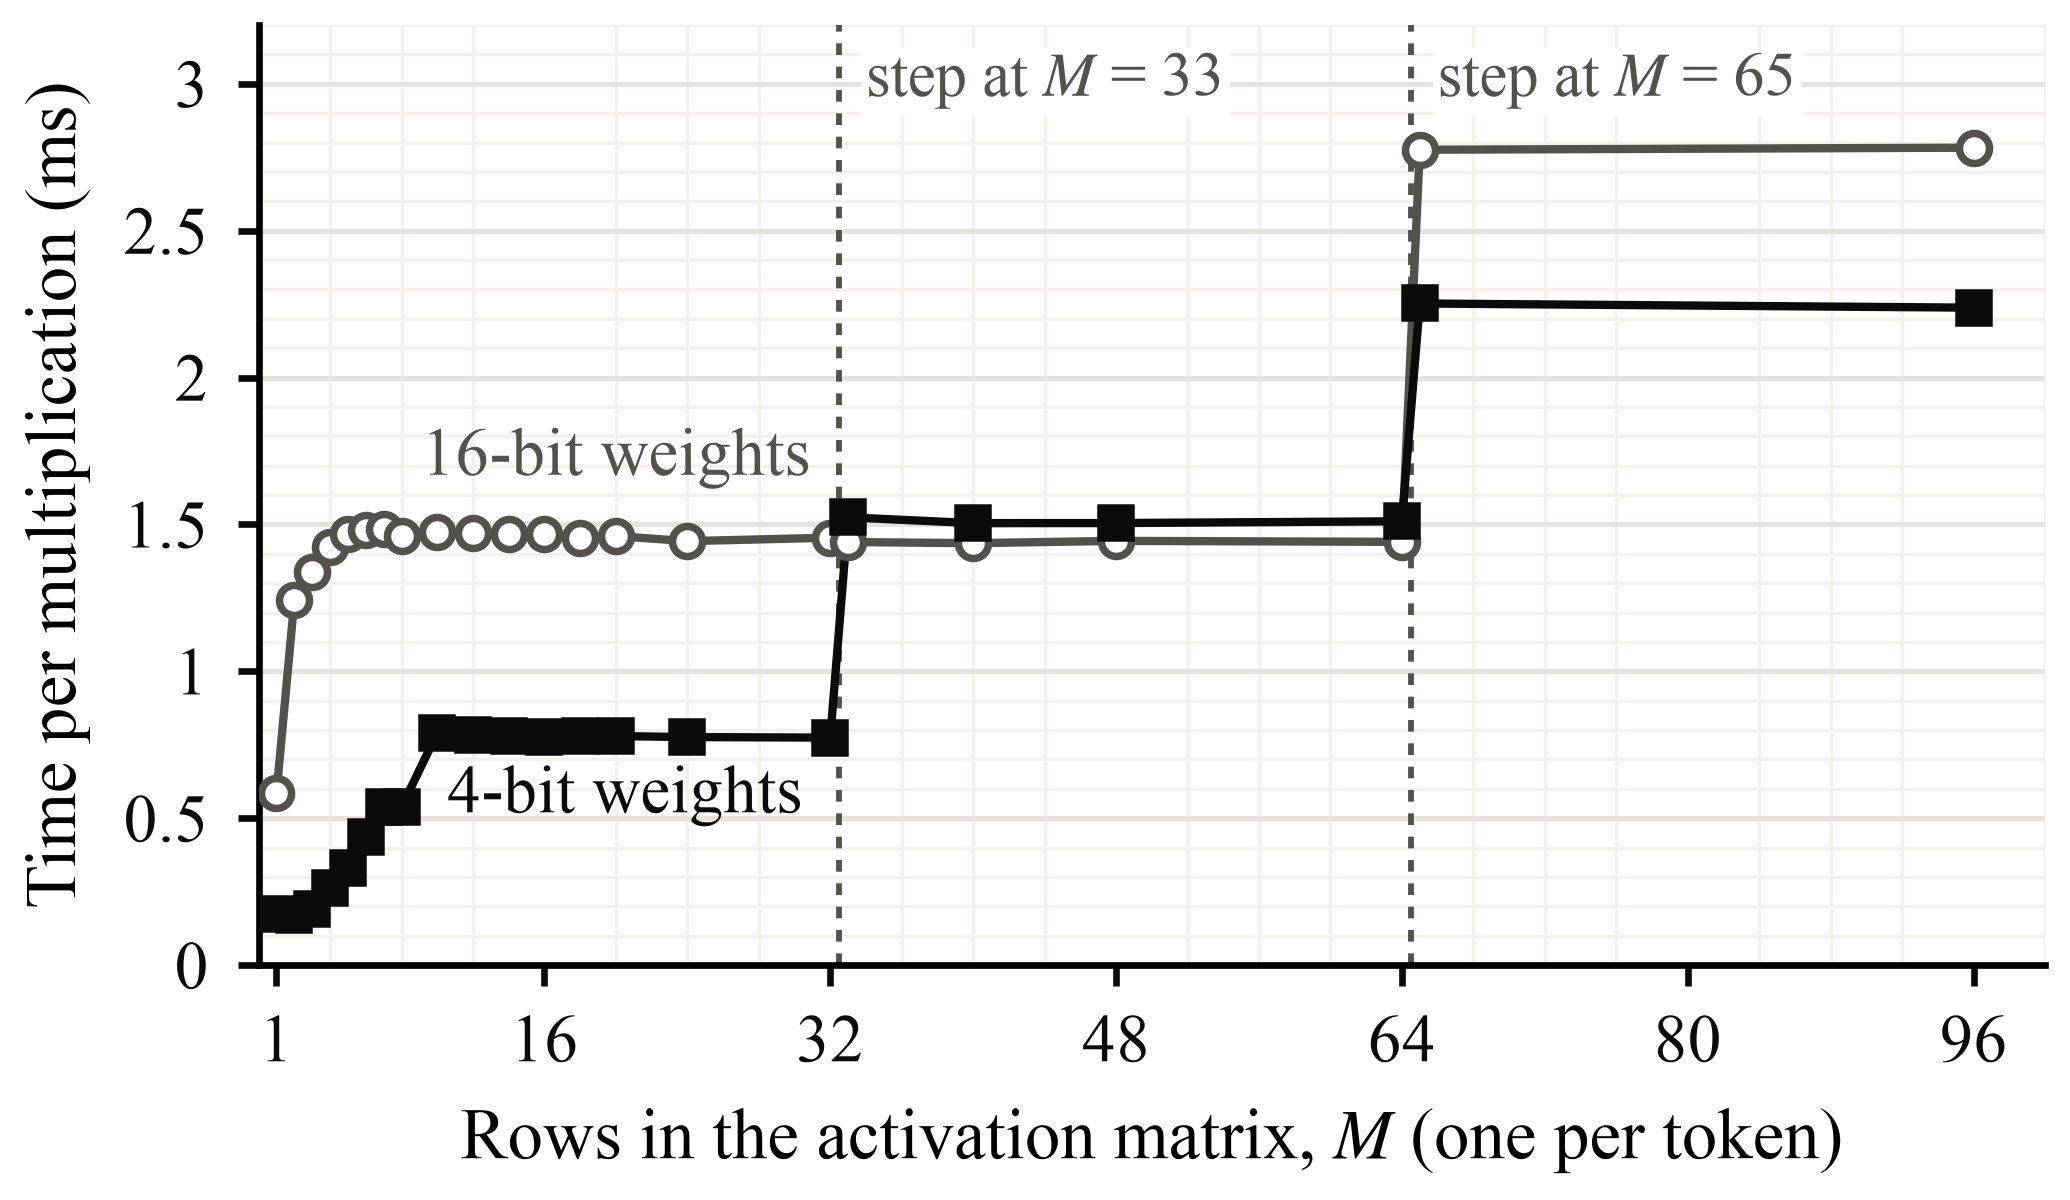 Time per multiplication (ms)
3
2.5
2
1.5
1
0.5
0
step at M = 33
step at M = 65
16-bit weights
4-bit weights
1 16 32 48 64 80 96
Rows in the activation matrix, M (one per token)